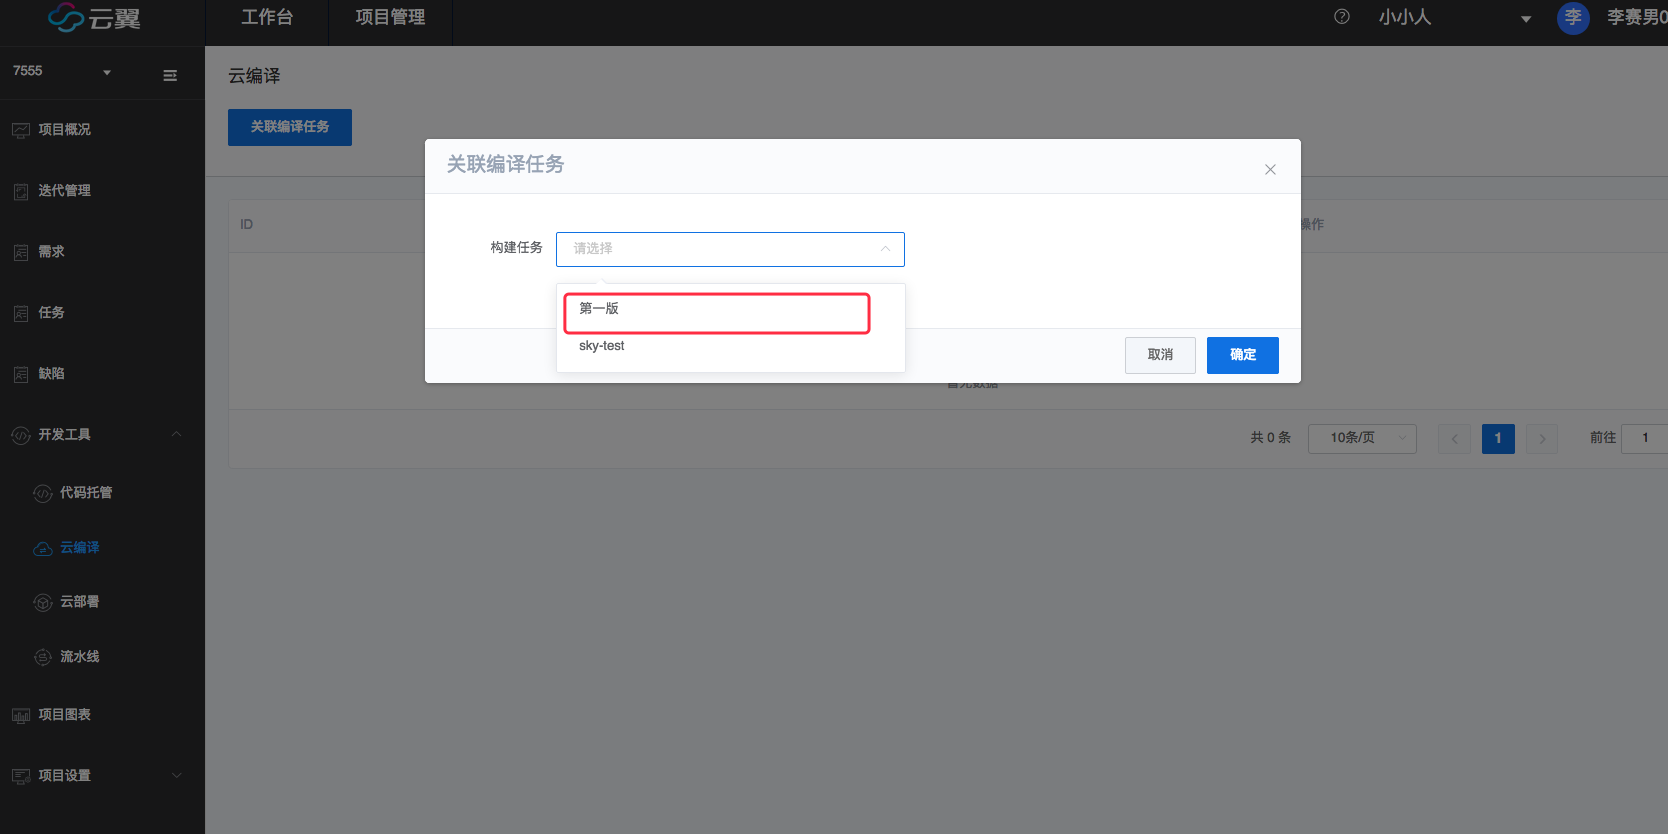 云翼
工作台
项目管理
小小人
李
李赛男0
7555
项目概况
迭代管理
需求
任务
缺陷
开发工具
代码托管
云编译
云部署
流水线
项目图表
项目设置
云编译
关联编译任务
ID
操作
关联编译任务
构建任务
请选择
第一版
sky-test
取消
确定
暂无数据
共 0 条
10条/页
1
前往
1